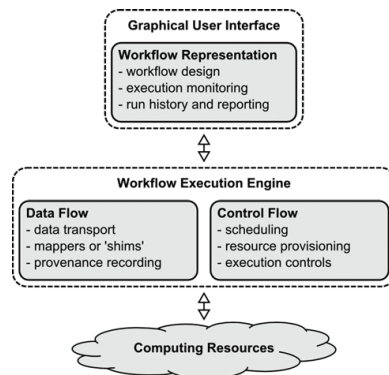 Graphical User Interface
Workflow Representation
- workflow design
- execution monitoring
- run history and reporting
Workflow Execution Engine
Data Flow
- data transport
- mappers or 'shims'
- provenance recording
Control Flow
- scheduling
- resource provisioning
- execution controls
Computing Resources